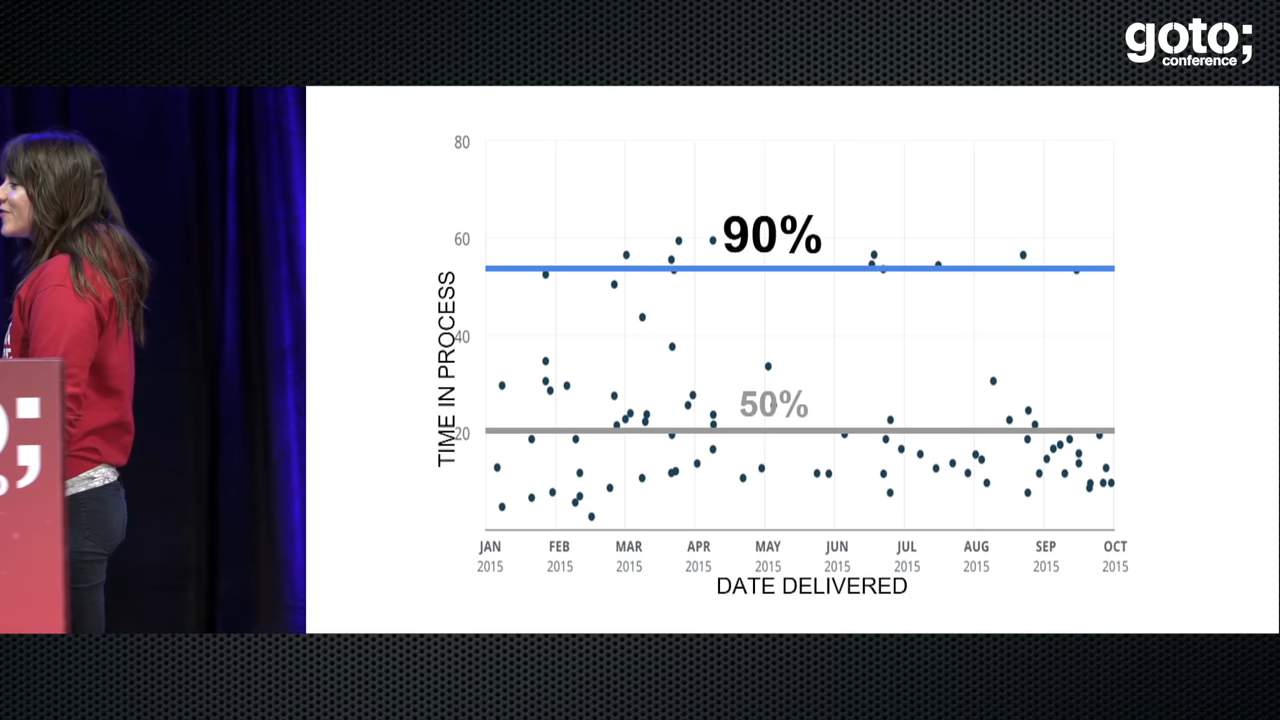 goto;
conference
80
60
40
20
90%
50%
TIME IN PROCESS
JAN FEB MAR APR MAY JUN JUL AUG SEP OCT
2015 2015 2015 2015 2015 2015 2015 2015 2015 2015
DATE DELIVERED